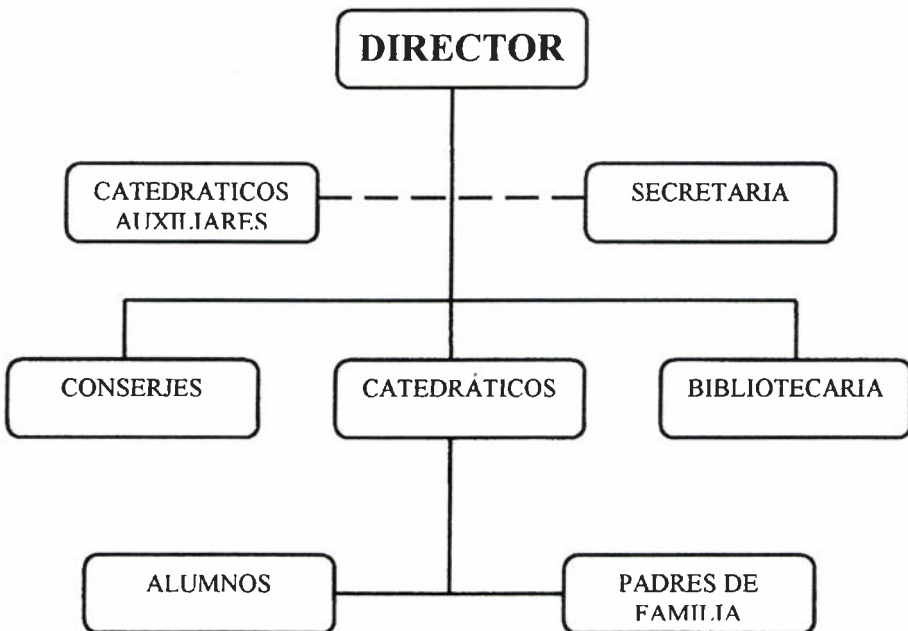 DIRECTOR
CATEDRATICOS
AUXILIARES
SECRETARIA
CONSERJES
CATEDRÁTICOS
BIBLIOTECARIA
ALUMNOS
PADRES DE
FAMILIA